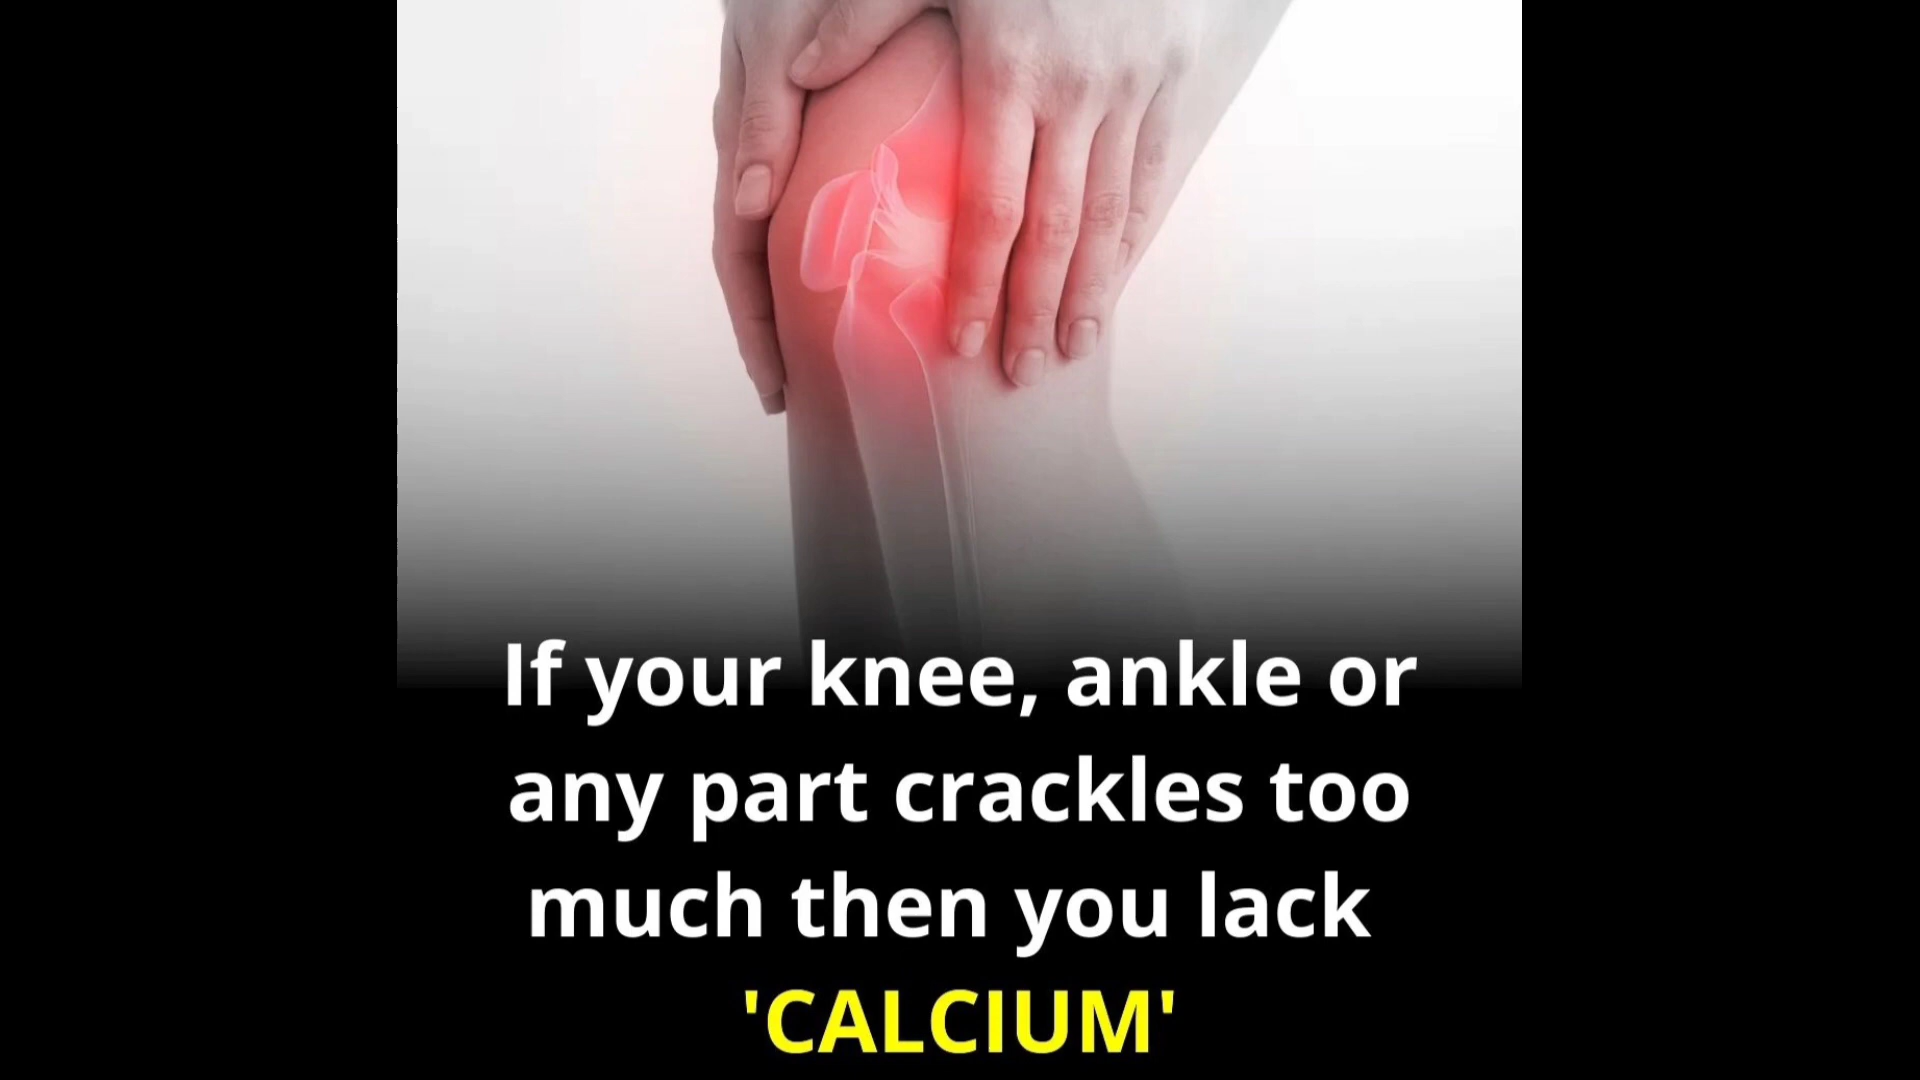 If your knee, ankle or
any part crackles too
much then you lack
'CALCIUM'